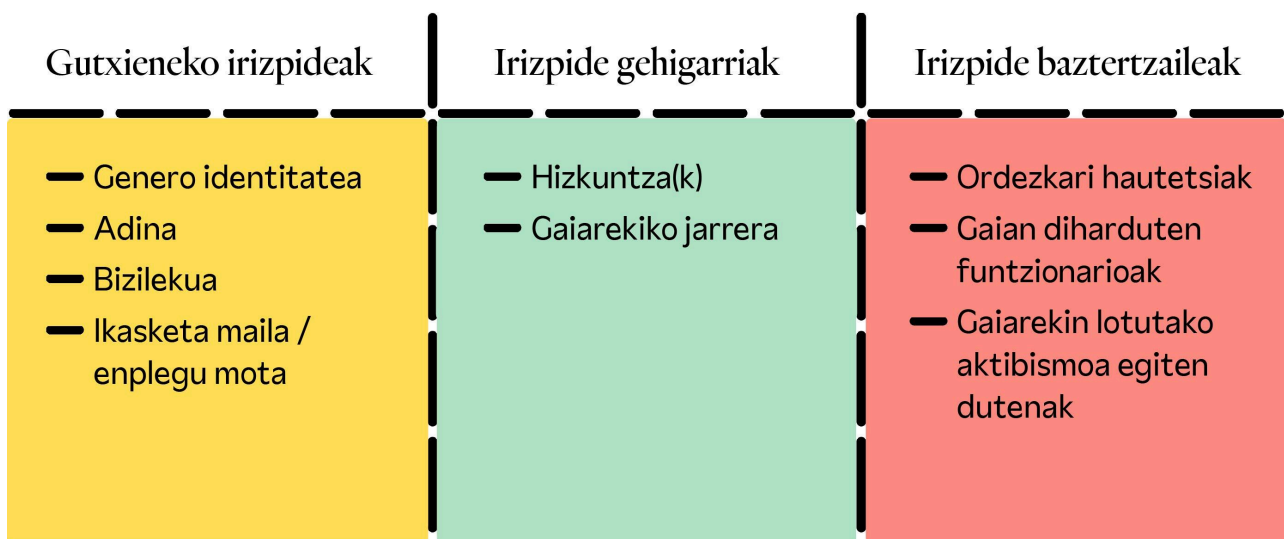 Gutxieneko irizpideak
Irizpide gehigarriak
Irizpide baztertzaileak
Genero identitatea
Adina
Bizilekua
Ikasketa maila /
enplegu mota
Hizkuntza(k)
Gaiarekiko jarrera
Ordezkari hautetsiak
Gaian diharduten
funtzionarioak
Gaiarekin lotutako
aktibismoa egiten
dutenak